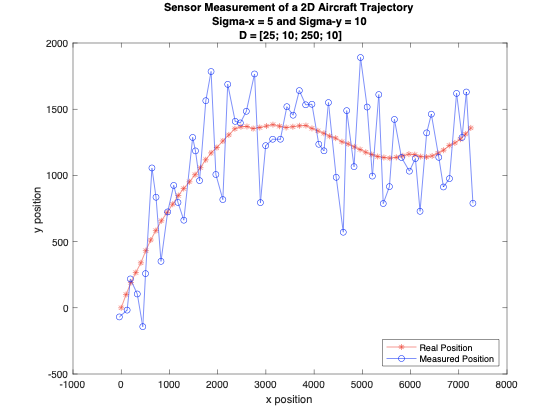 Sensor Measurement of a 2D Aircraft Trajectory
Sigma-x = 5 and Sigma-y = 10
D = [25; 10; 250; 10]
2000
1500
1000
500
0
-500
y position
-1000 0 1000 2000 3000 4000 5000 6000 7000 8000
x position
Real Position
Measured Position